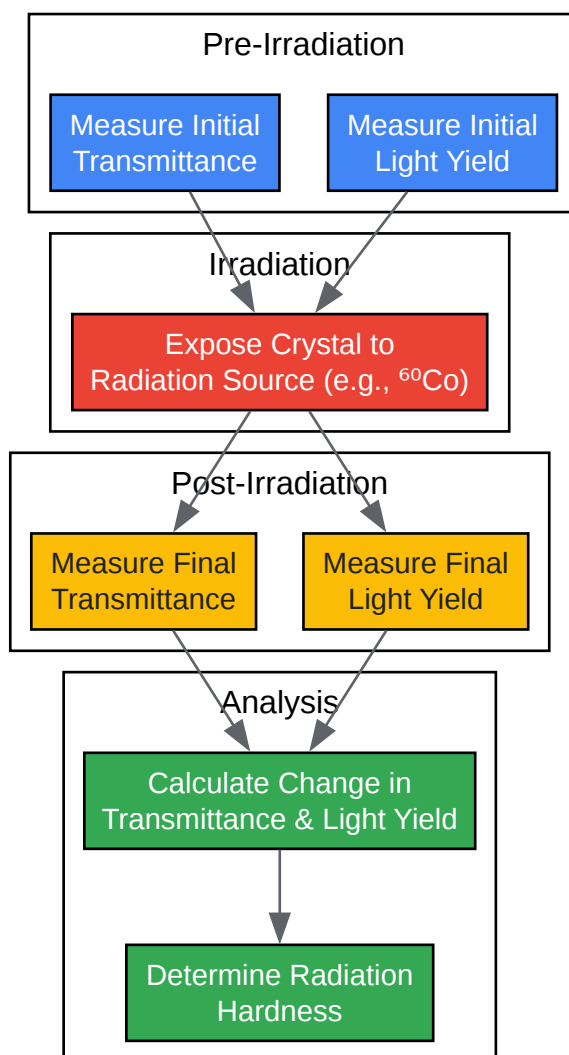 Pre-Irradiation
Measure Initial
Transmittance
Measure Initial
Light Yield
Irradiation
Expose Crystal to
Radiation Source (e.g., ⁶⁰Co)
Post-Irradiation
Measure Final
Transmittance
Measure Final
Light Yield
Analysis
Calculate Change in
Transmittance & Light Yield
Determine Radiation
Hardness